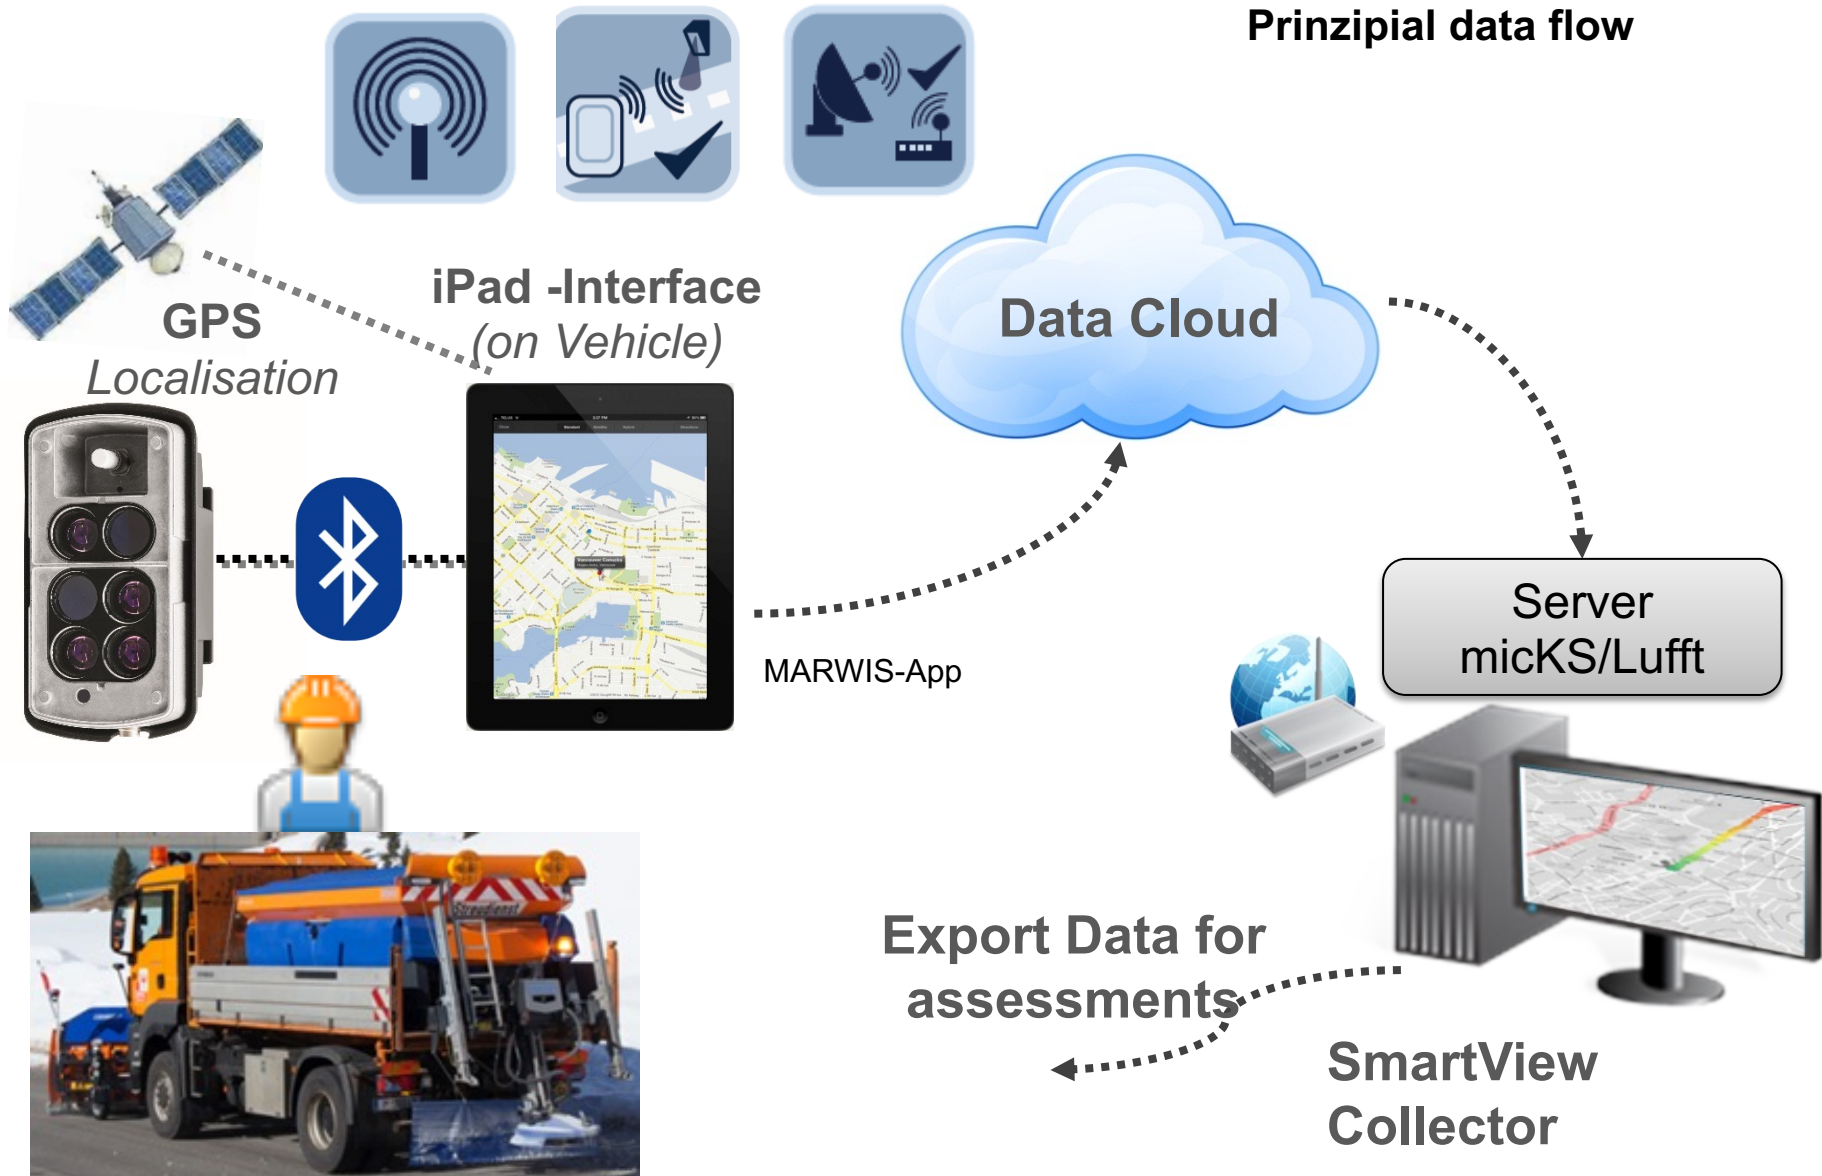 Prinzipial data flow
GPS
Localisation
iPad -Interface
(on Vehicle)
Data Cloud
MARWIS-App
Server
micKS/Lufft
Streudienst
Export Data for
assessments
SmartView
Collector